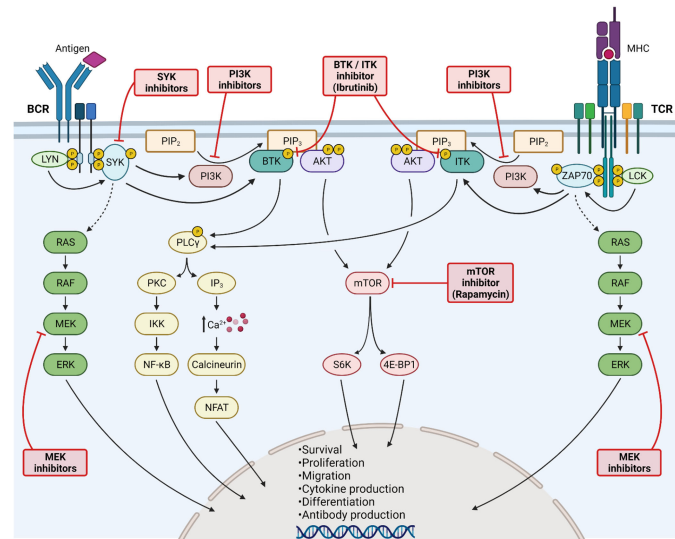 Antigen
BCR
SYK
inhibitors
PI3K
inhibitors
BTK / ITK
inhibitor
(Ibrutinib)
PI3K
inhibitors
MHC
TCR
PIP2
PIP3
PIP3
PIP2
LYN
P
P
P
P
SYK
P
PI3K
BTK
P
AKT
P
P
AKT
P
P
P
ITK
PI3K
ZAP70
P
P
P
P
P
LCK
RAS
RAF
MEK
ERK
PLCγ
P
PKC
IP3
IKK
Ca2+
NF-κB
Calcineurin
NFAT
mTOR
mTOR
inhibitor
(Rapamycin)
S6K
4E-BP1
RAS
RAF
MEK
ERK
MEK
inhibitors
MEK
inhibitors
•Survival
•Proliferation
•Migration
•Cytokine production
•Differentiation
•Antibody production